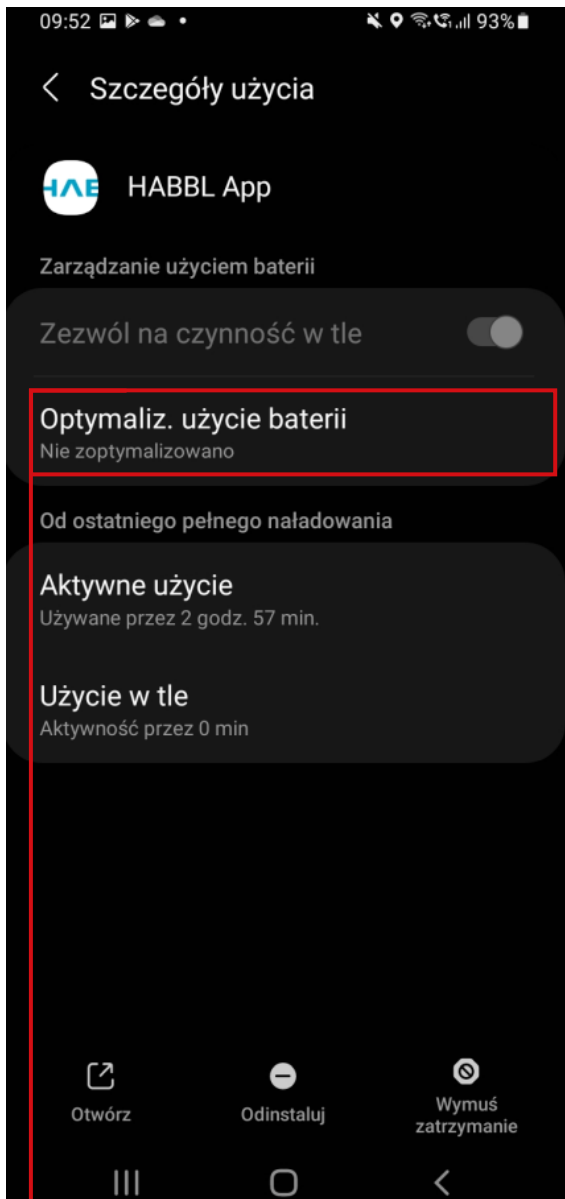 09:52
93%
Szczegóły użycia
HAB
HABBL App
Zarządzanie użyciem baterii
Zezwól na czynność w tle
Optymaliz. użycie baterii
Nie zoptymalizowano
Od ostatniego pełnego naładowania
Aktywne użycie
Używane przez 2 godz. 57 min.
Użycie w tle
Aktywność przez 0 min
Otwórz
Odinstaluj
Wymuś
zatrzymanie